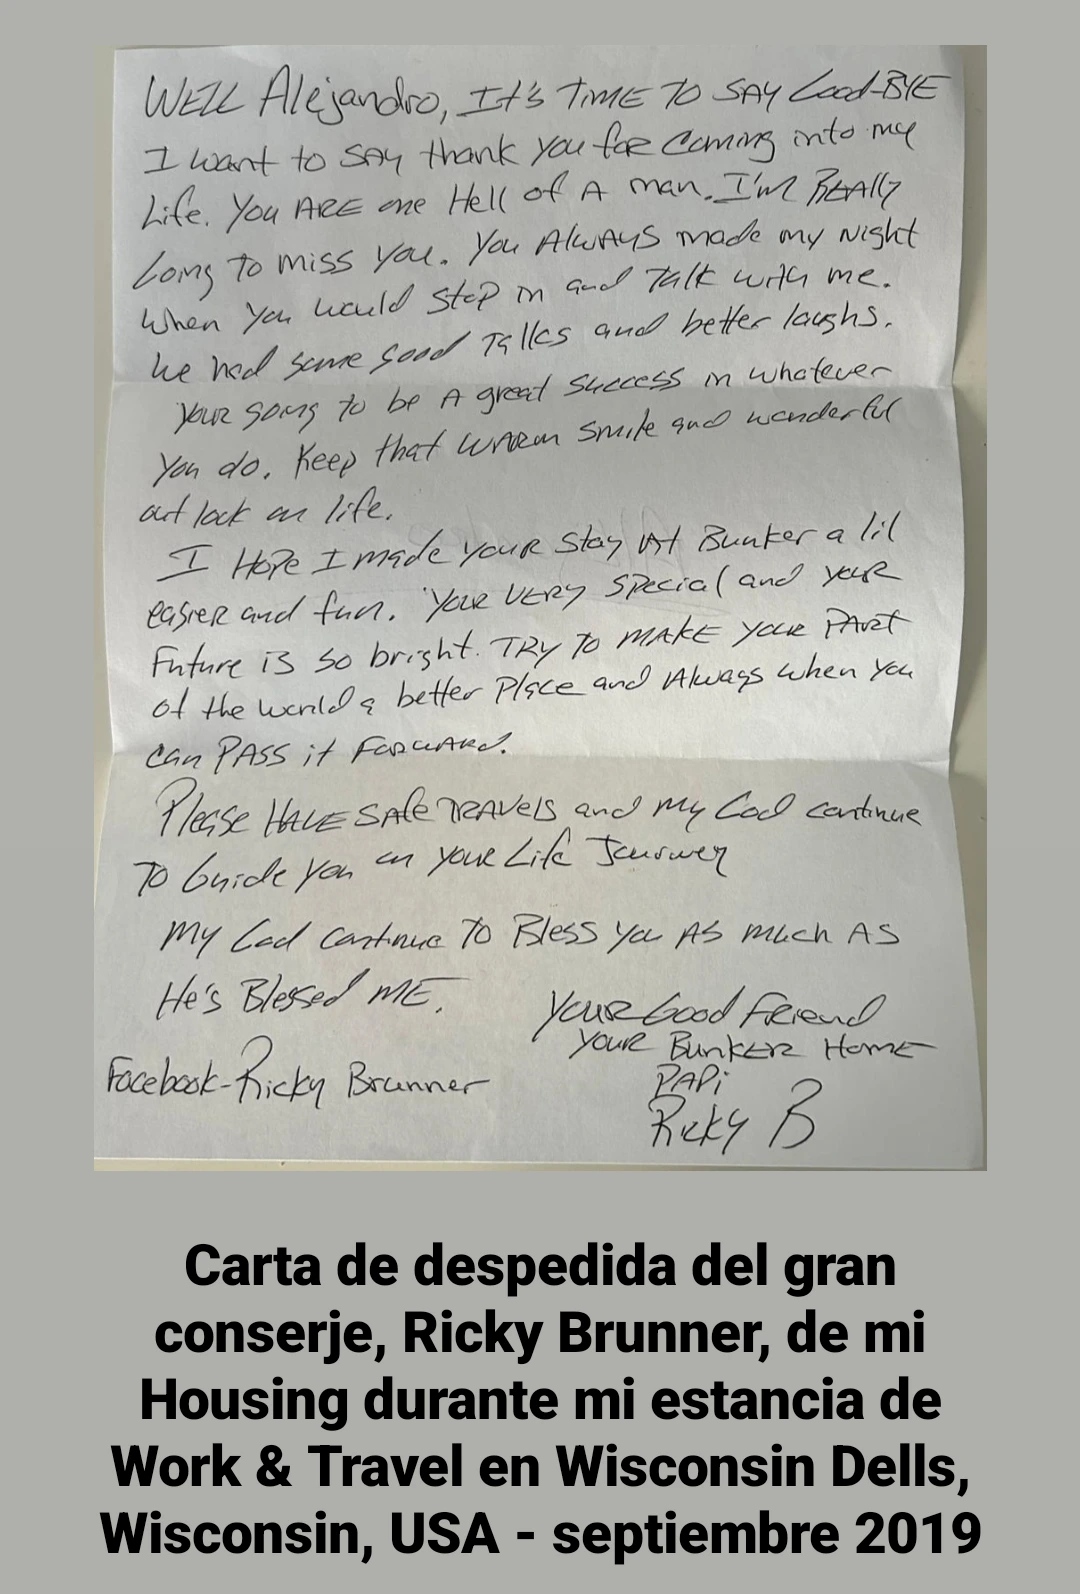 WELL Alejandro, It's TIME TO SAY Good-BYE
I want to SAY thank you for coming into my
Life. You ARE one Hell of A man. I'm REAlly
Going TO miss you. You AlwAYS made my Night
when you would stop in and Talk with me.
We had some good Talks and better laughs.
Your going to be A great success in whatever
you do. Keep that WARm smile and wonderful
out look on life.
I HoPe I made your stay At Bunker a lil
easier and fun. Your VERY SPecial and your
Future is so bright. TRY TO MAKE your PArt
of the world a better Place and Always when you
can PASS it FORWARd.
Please HAVE SAfe TRAVElS and My God continue
To Guide you on your Life Journey
My God continue TO Bless you AS much AS
He's Blessed ME.
Your Good Friend
Your Bunker Home
PAPi
Ricky B
Facebook-Ricky Brunner
Carta de despedida del gran
conserje, Ricky Brunner, de mi
Housing durante mi estancia de
Work & Travel en Wisconsin Dells,
Wisconsin, USA - septiembre 2019